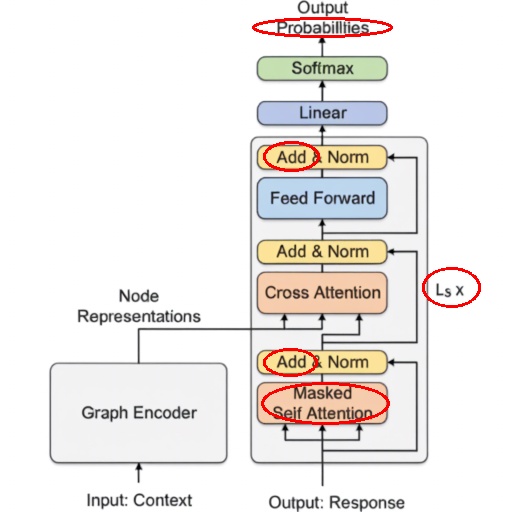 Output
Probabilities
Softmax
Linear
Add & Norm
Feed Forward
Add & Norm
Cross Attention
Ls x
Node
Representations
Add & Norm
Masked
Self Attention
Graph Encoder
Input: Context
Output: Response